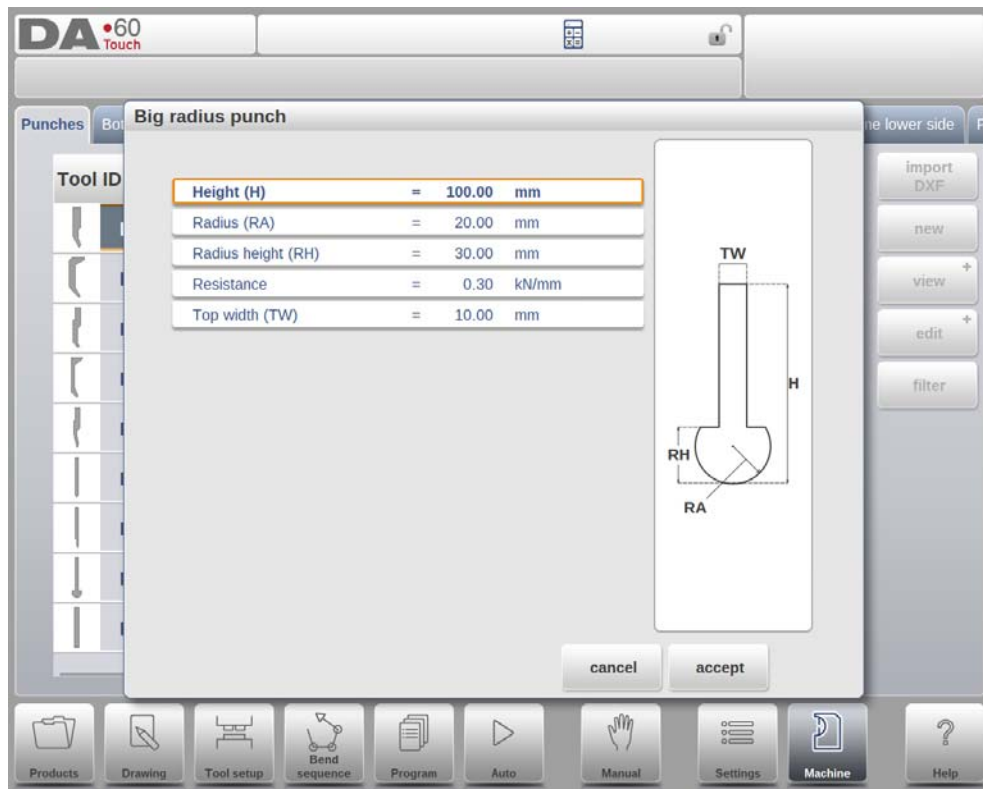 DA •60
Touch
Punches
Bot
ne lower side
Tool ID
Big radius punch
Height (H) = 100.00 mm
Radius (RA) = 20.00 mm
Radius height (RH) = 30.00 mm
Resistance = 0.30 kN/mm
Top width (TW) = 10.00 mm
TW
H
RH
RA
import
DXF
new
view +
edit +
filter
cancel
accept
Products
Drawing
Tool setup
Bend
sequence
Program
Auto
Manual
Settings
Machine
Help